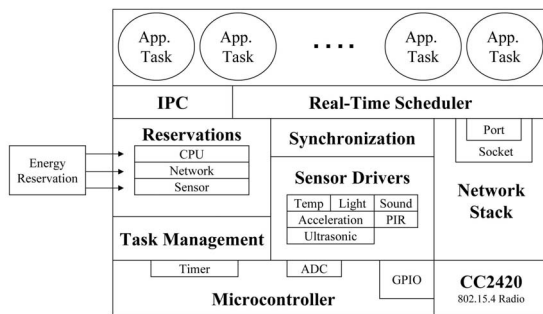 App. Task
App. Task
App. Task
App. Task
IPC
Real-Time Scheduler
Reservations
CPU
Network
Sensor
Energy Reservation
Task Management
Synchronization
Sensor Drivers
Temp Light Sound
Acceleration PIR
Ultrasonic
Port
Socket
Network Stack
Timer
ADC
GPIO
Microcontroller
CC2420
802.15.4 Radio